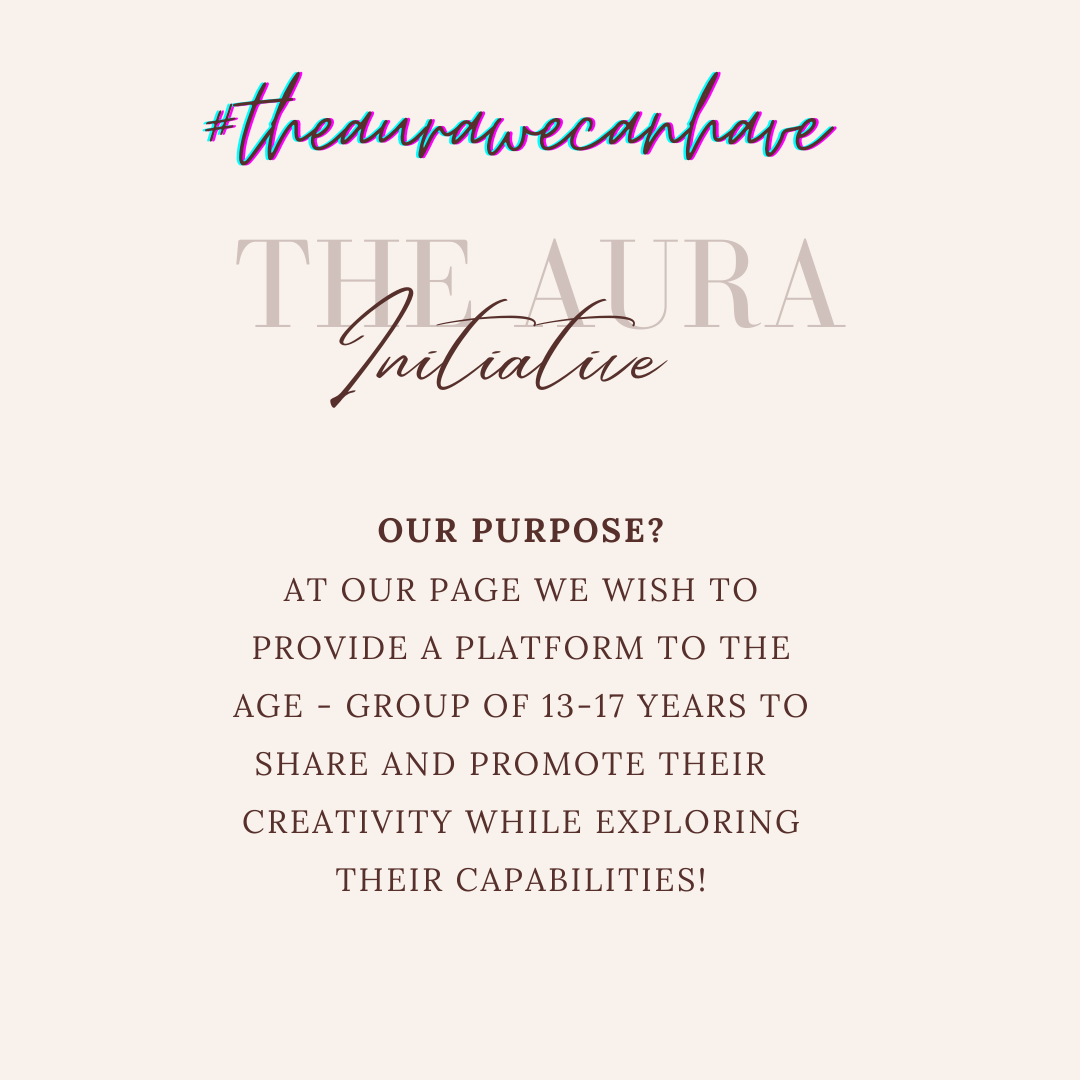 #theaurawecanhave
THE AURA
Initiative
OUR PURPOSE?
AT OUR PAGE WE WISH TO
PROVIDE A PLATFORM TO THE
AGE - GROUP OF 13-17 YEARS TO
SHARE AND PROMOTE THEIR
CREATIVITY WHILE EXPLORING
THEIR CAPABILITIES!